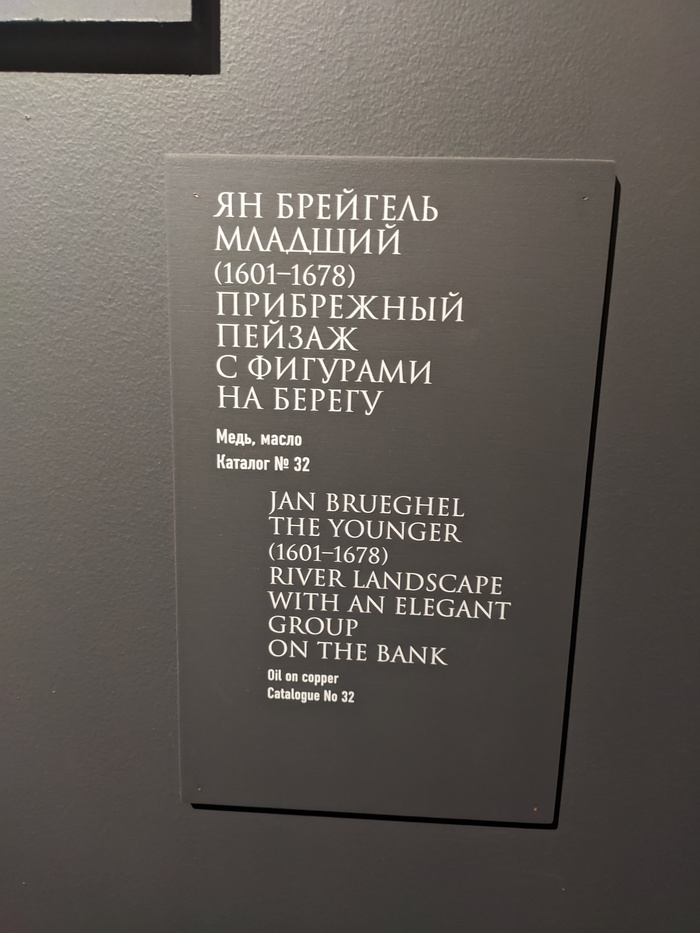 ЯН БРЕЙГЕЛЬ
МЛАДШИЙ
(1601–1678)
ПРИБРЕЖНЫЙ
ПЕЙЗАЖ
С ФИГУРАМИ
НА БЕРЕГУ
Медь, масло
Каталог № 32
JAN BRUEGHEL
THE YOUNGER
(1601–1678)
RIVER LANDSCAPE
WITH AN ELEGANT
GROUP
ON THE BANK
Oil on copper
Catalogue No 32